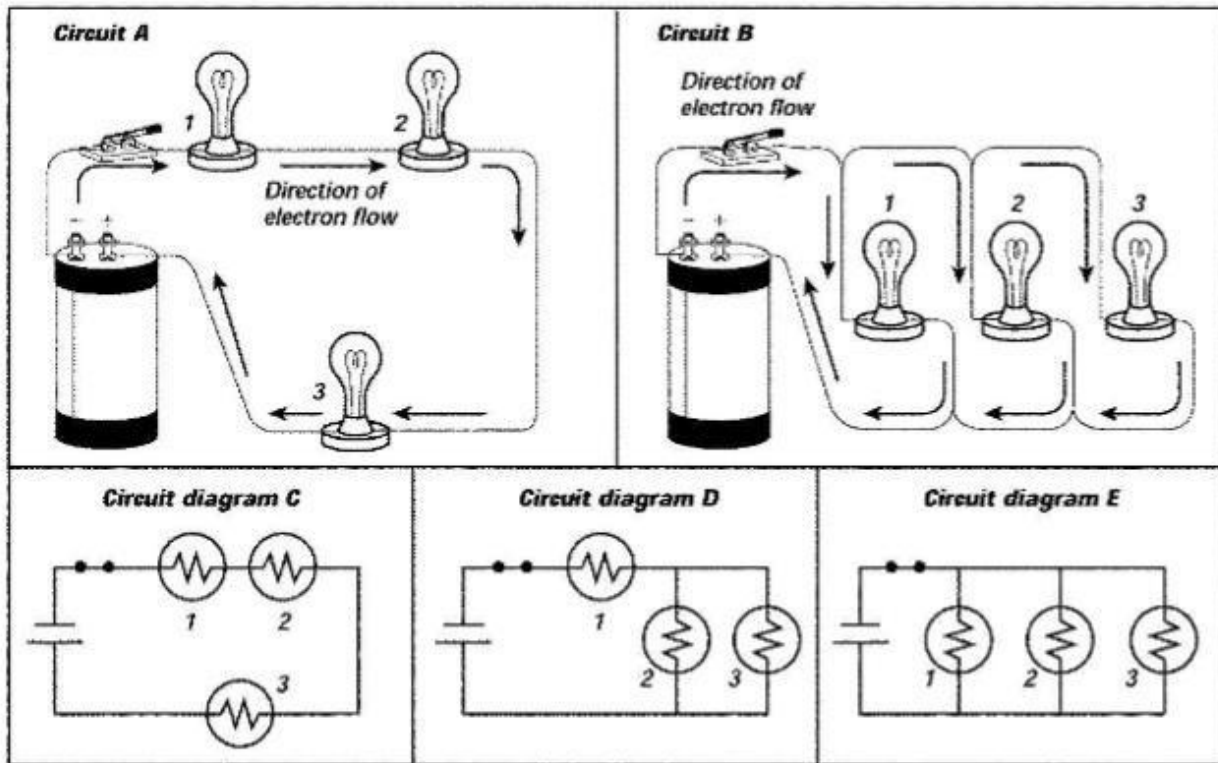 Circuit A
1
2
Direction of
electron flow
- +
3
Circuit B
Direction of
electron flow
- +
1
2
3
Circuit diagram C
1
2
3
Circuit diagram D
1
2
3
Circuit diagram E
1
2
3